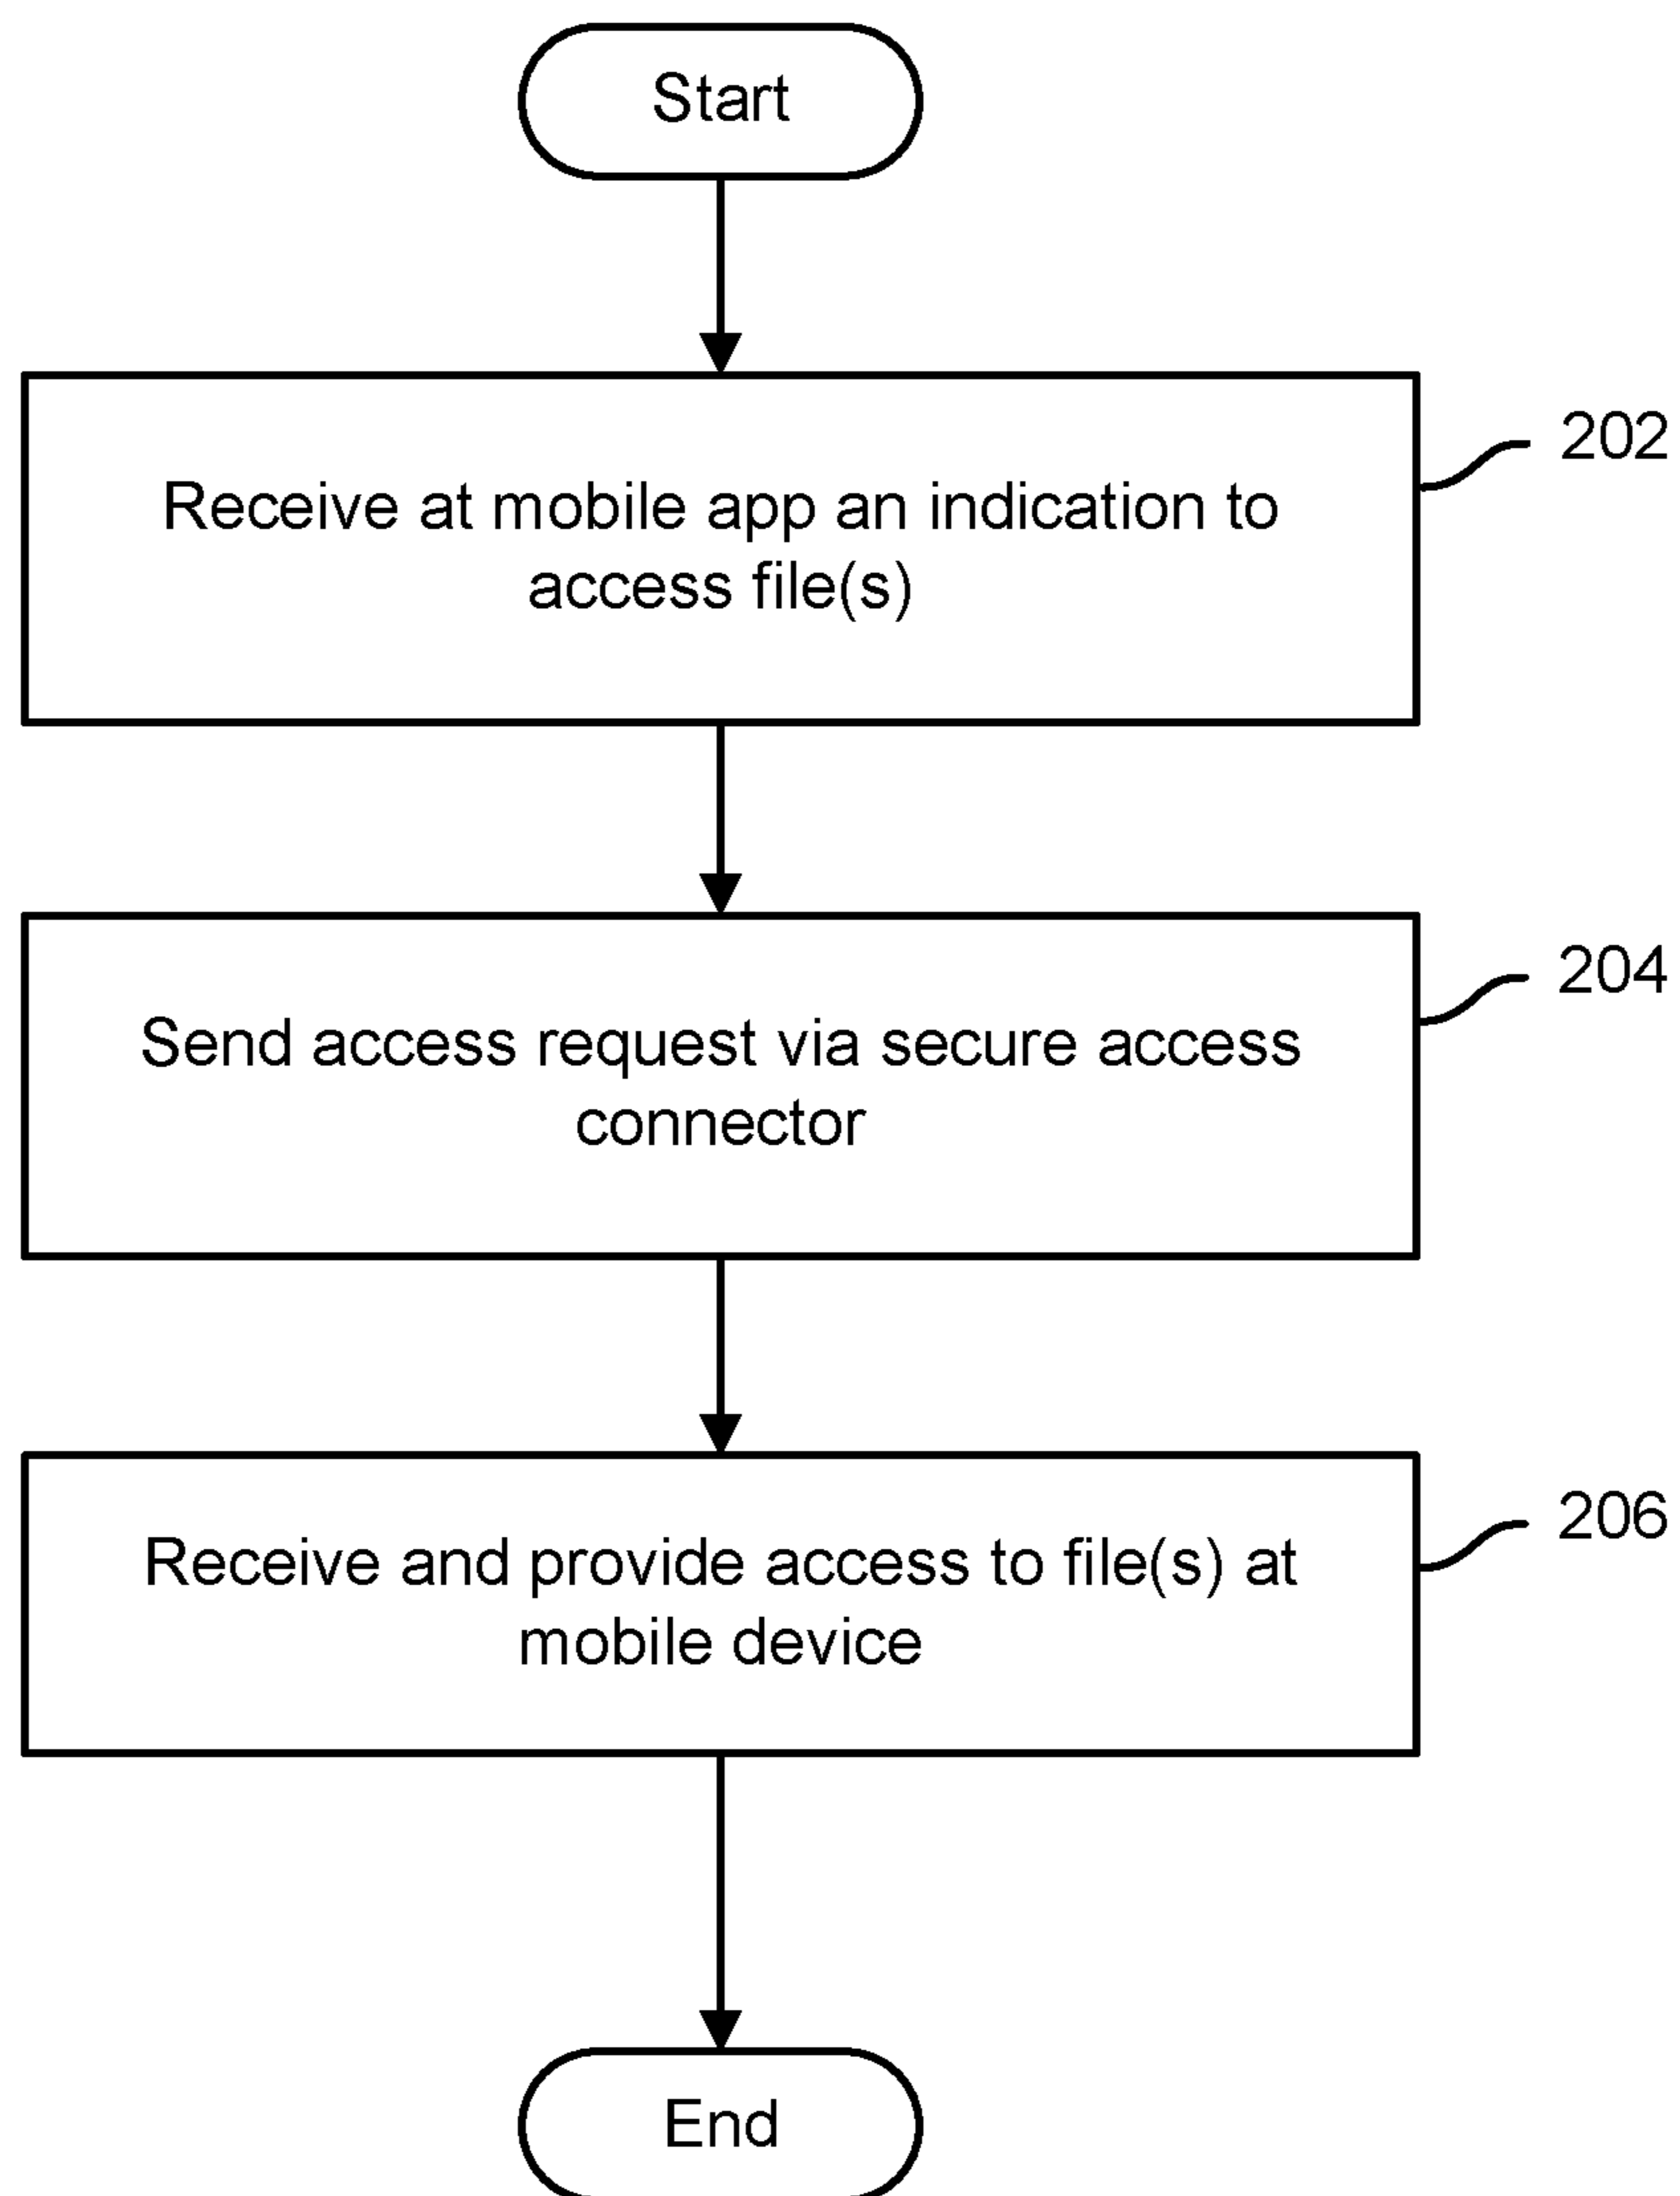 Start
Receive at mobile app an indication to
access file(s)
202
Send access request via secure access
connector
204
Receive and provide access to file(s) at
mobile device
206
End